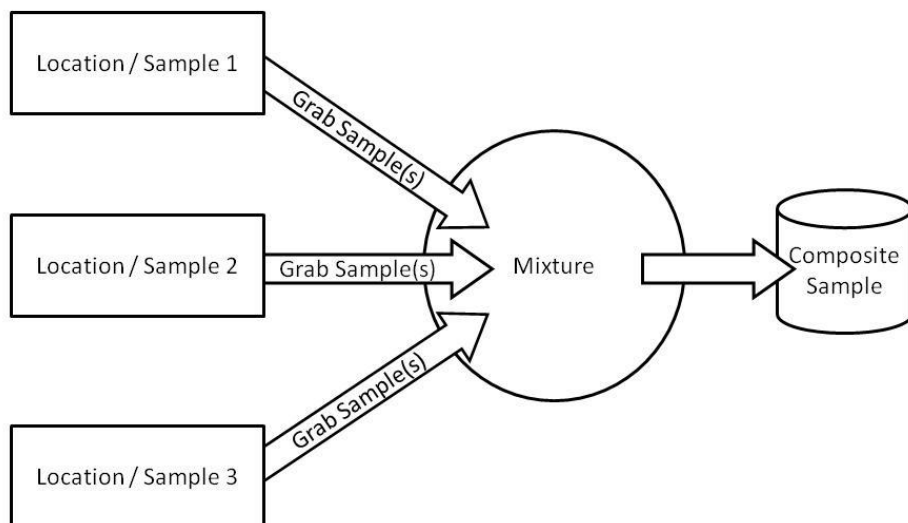 Location / Sample 1
Grab Sample(s)
Location / Sample 2
Grab Sample(s)
Mixture
Composite
Sample
Grab Sample(s)
Location / Sample 3